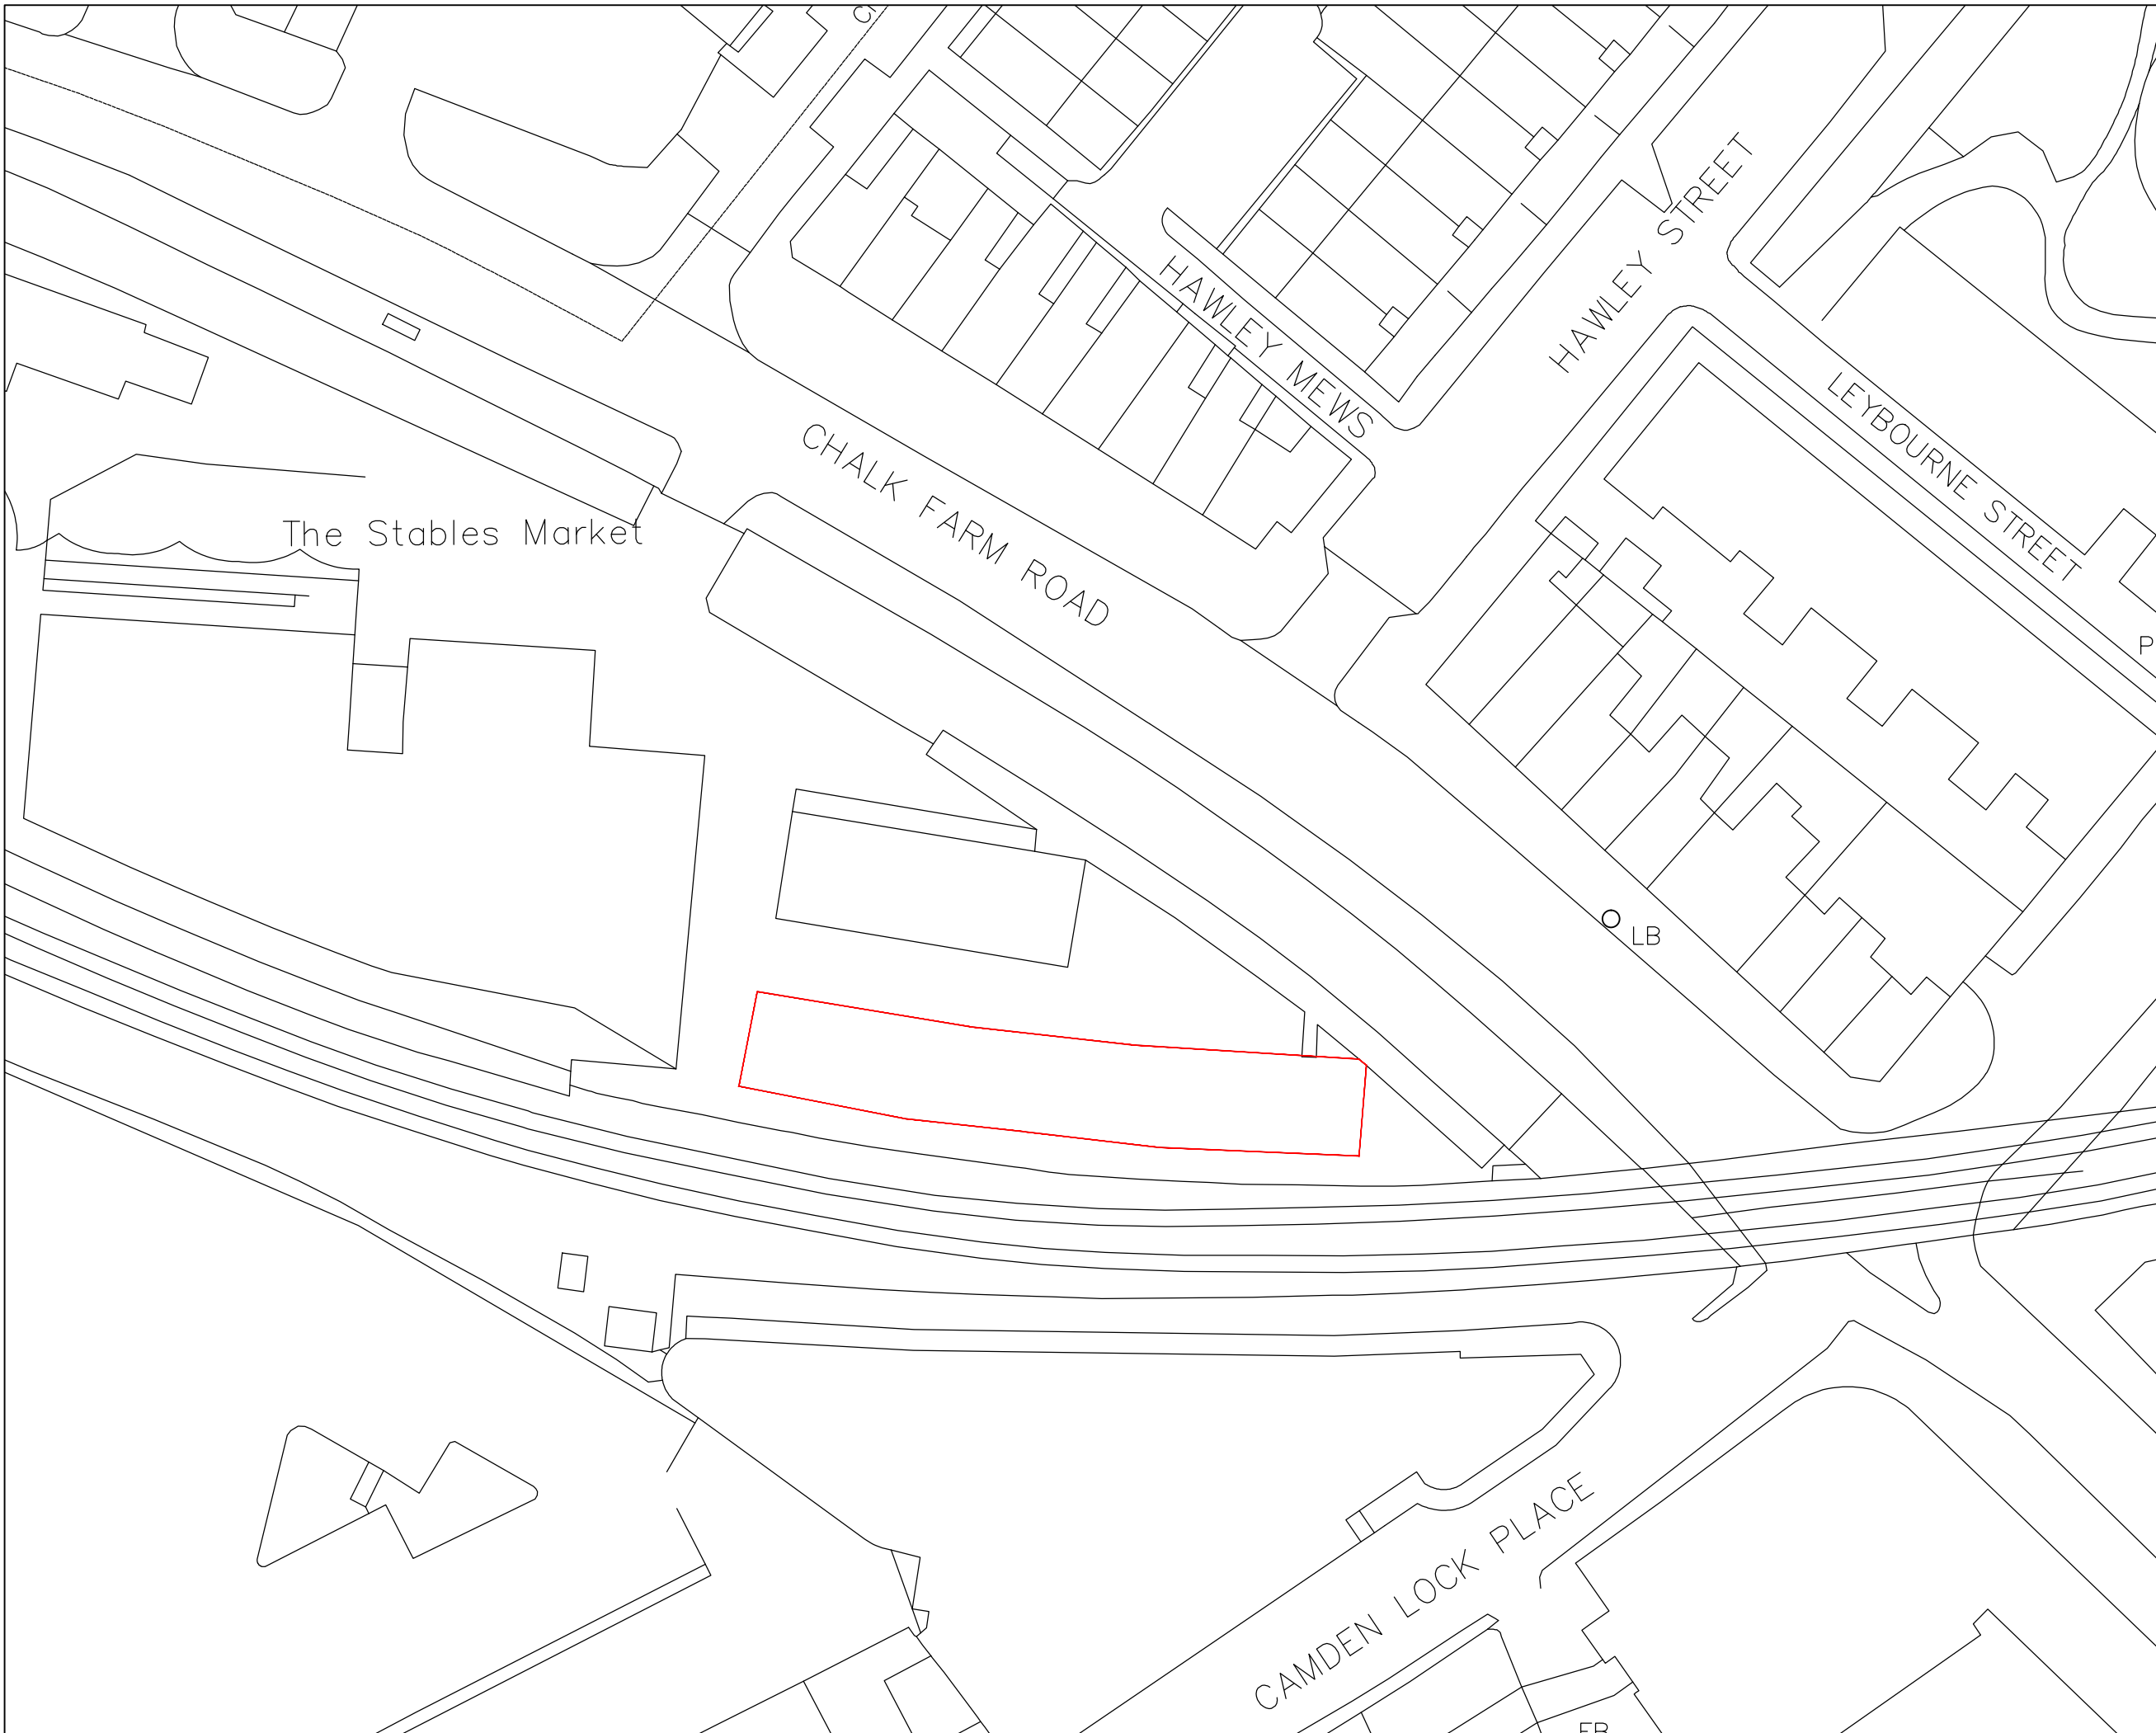 HAWLEY STREET
HAWLEY MEWS
LEYBOURNE STREET
CHALK FARM ROAD
The Stables Market
P
LB
CAMDEN LOCK PLACE